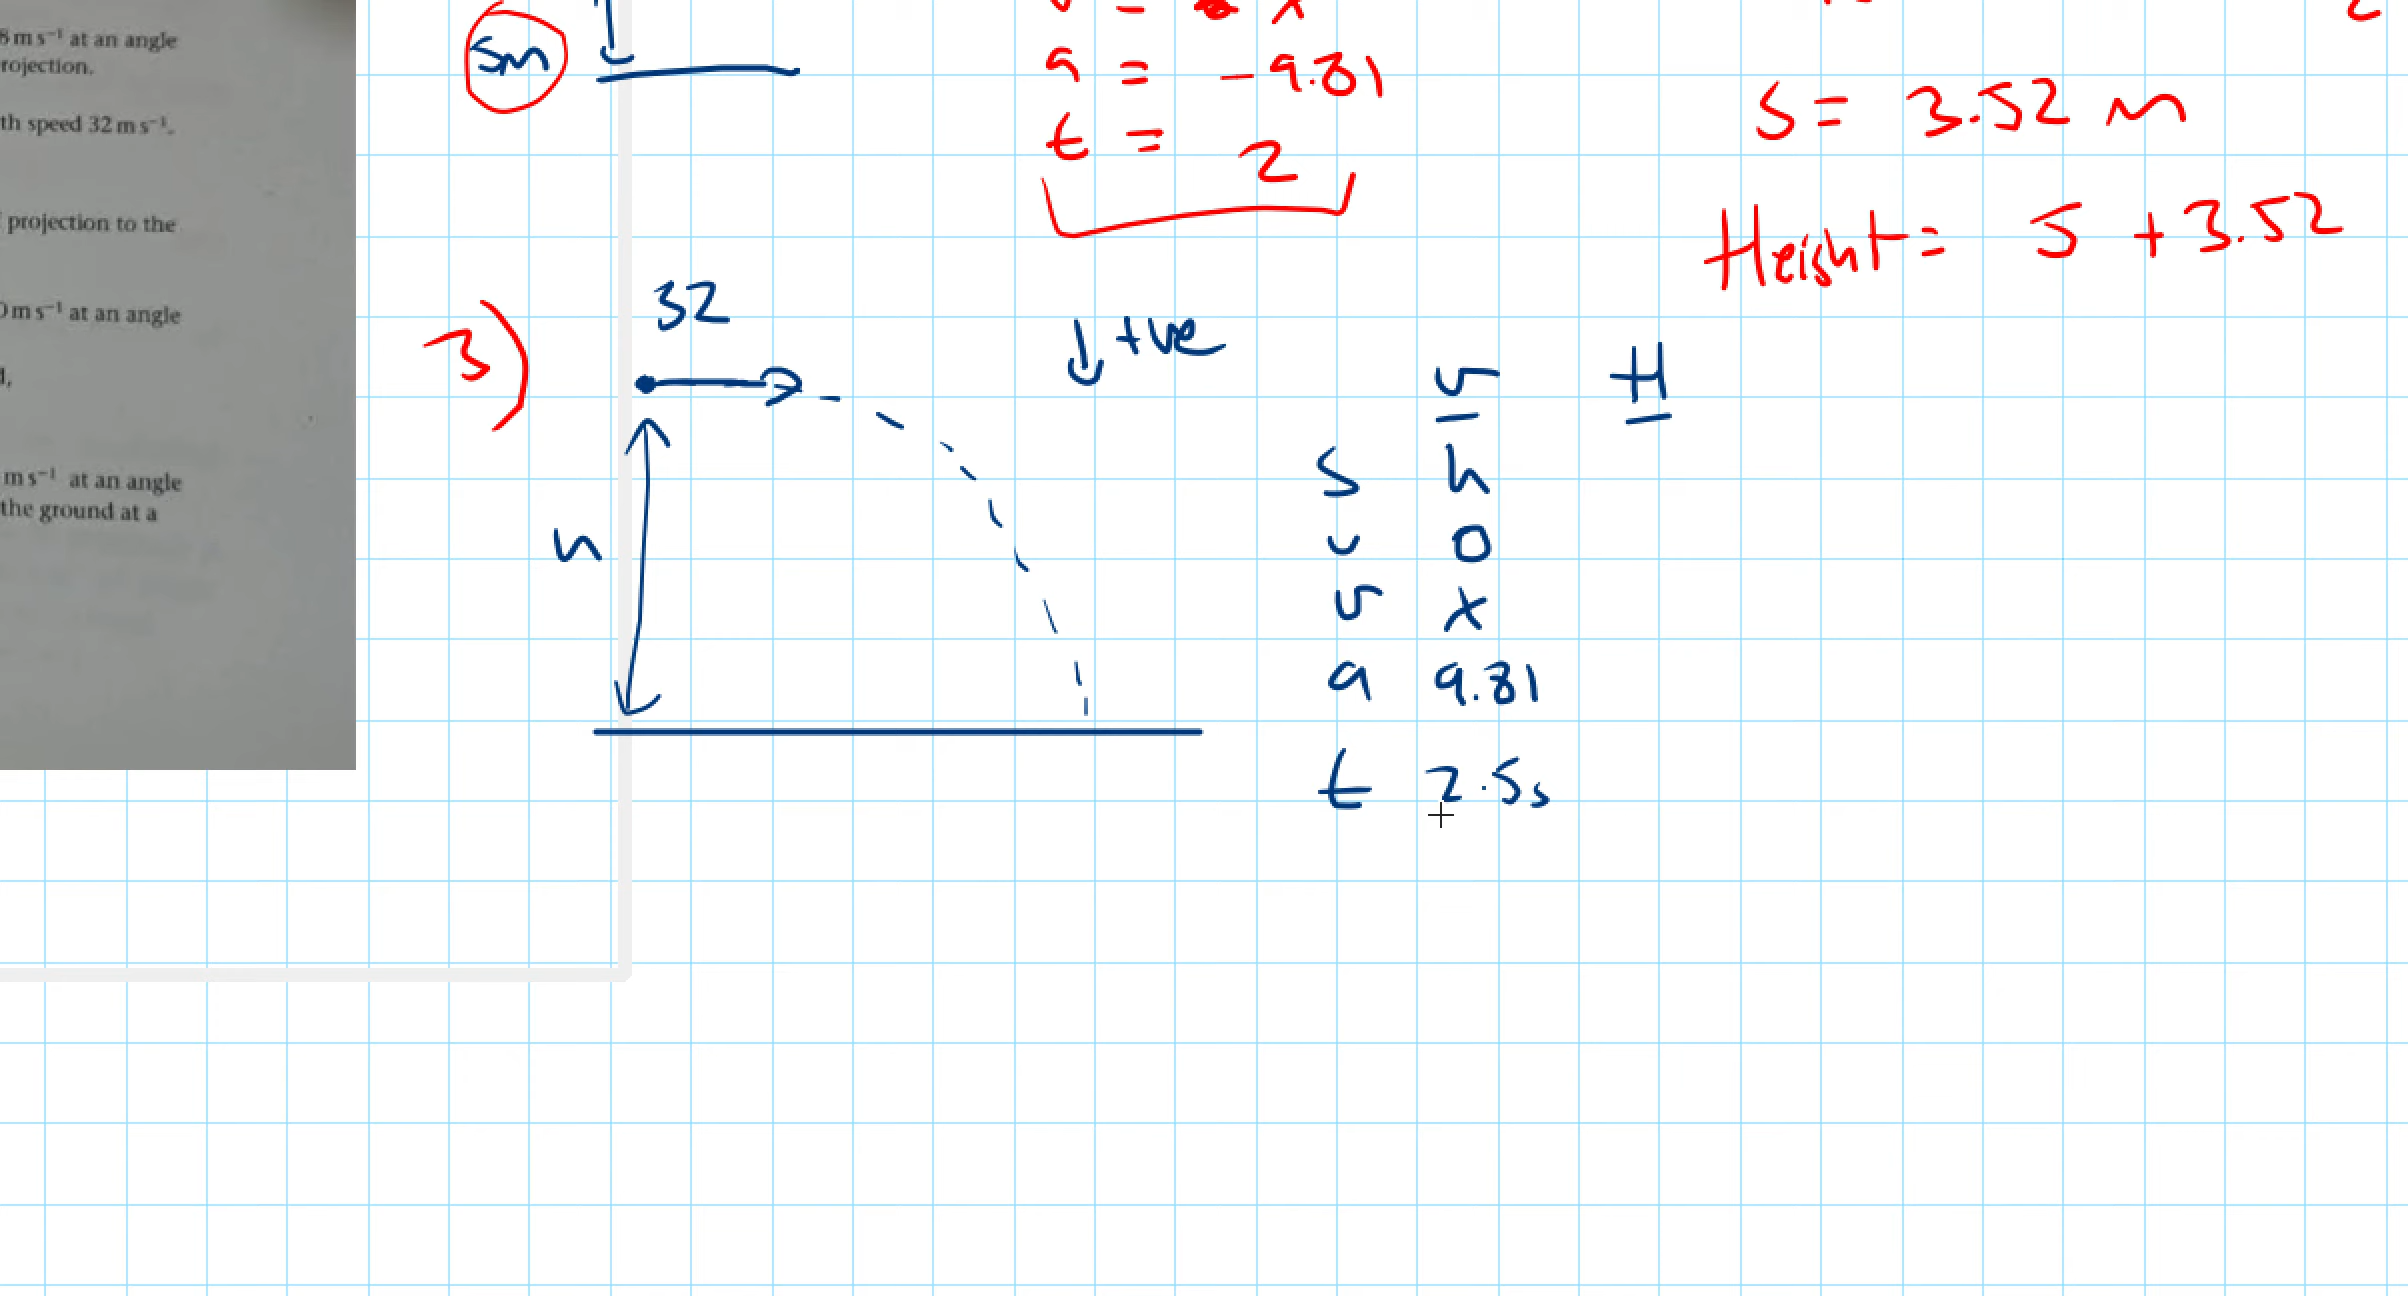 8 m s⁻¹ at an angle
rojection.
th speed 32 m s⁻¹.
projection to the
0 m s⁻¹ at an angle
d,
m s⁻¹ at an angle
the ground at a
5m
a = -9.81
t = 2
s = 3.52 m
Height = 5 + 3.52
3)
32
↓ +ve
h
V H
s h
u 0
v x
a 9.81
t 2.5s